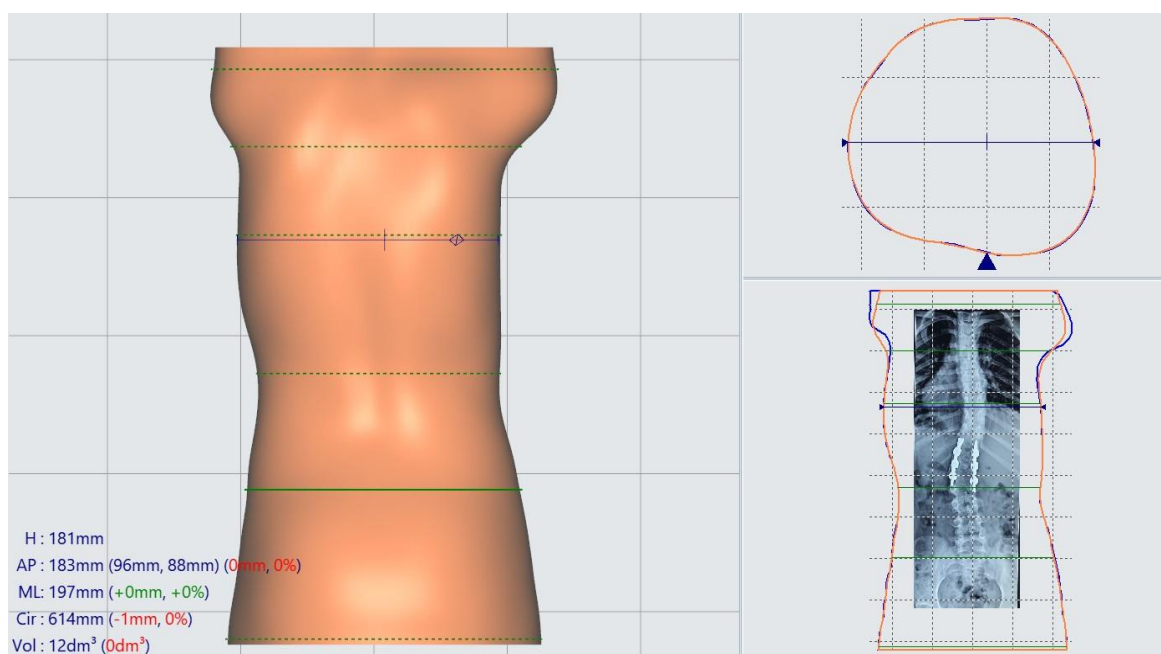 H : 181mm
AP : 183mm (96mm, 88mm) (0mm, 0%)
ML : 197mm (+0mm, +0%)
Cir : 614mm (-1mm, 0%)
Vol : 12dm³ (0dm³)